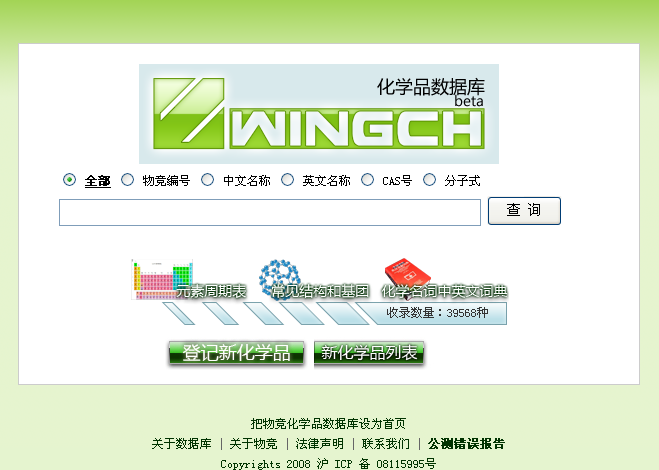 化学品数据库
beta
WINGCH
全部 物竞编号 中文名称 英文名称 CAS号 分子式
查 询
元素周期表 常见结构和基团 化学名词中英文词典
收录数量：39568种
登记新化学品 新化学品列表
把物竞化学品数据库设为首页
关于数据库 | 关于物竞 | 法律声明 | 联系我们 | 公测错误报告
Copyrights 2008 沪 ICP 备 08115995号